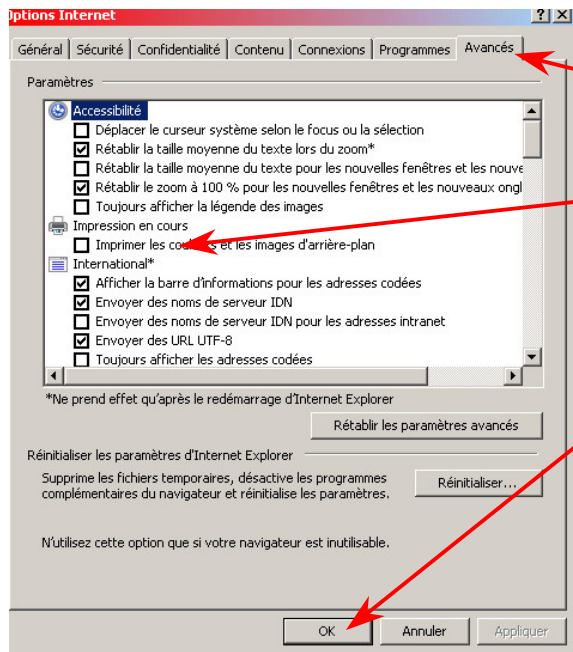 Options Internet
Général Sécurité Confidentialité Contenu Connexions Programmes Avancés
Paramètres
Accessibilité
Déplacer le curseur système selon le focus ou la sélection
Rétablir la taille moyenne du texte lors du zoom*
Rétablir la taille moyenne du texte pour les nouvelles fenêtres et les nouve
Rétablir le zoom à 100 % pour les nouvelles fenêtres et les nouveaux ongl
Toujours afficher la légende des images
Impression en cours
Imprimer les couleurs et les images d'arrière-plan
International*
Afficher la barre d'informations pour les adresses codées
Envoyer des noms de serveur IDN
Envoyer des noms de serveur IDN pour les adresses intranet
Envoyer des URL UTF-8
Toujours afficher les adresses codées
*Ne prend effet qu'après le redémarrage d'Internet Explorer
Rétablir les paramètres avancés
Réinitialiser les paramètres d'Internet Explorer
Supprime les fichiers temporaires, désactive les programmes
complémentaires du navigateur et réinitialise les paramètres.
Réinitialiser...
N'utilisez cette option que si votre navigateur est inutilisable.
OK Annuler Appliquer